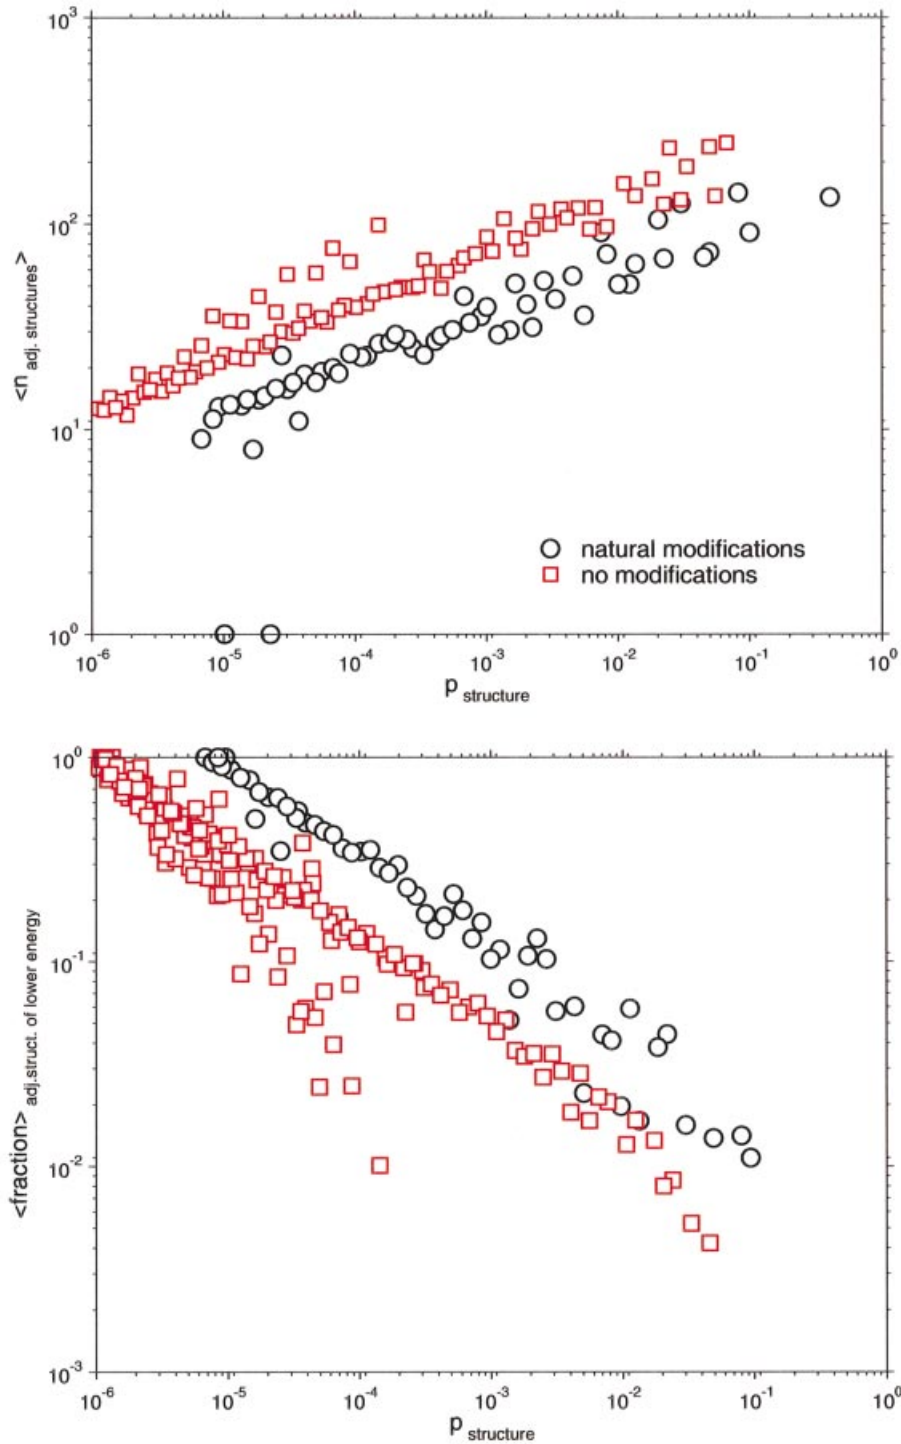 10³
10²
10¹
10⁰
<n adj. structures>
natural modifications
no modifications
10⁻⁶ 10⁻⁵ 10⁻⁴ 10⁻³ 10⁻² 10⁻¹ 10⁰
p structure
10⁰
10⁻¹
10⁻²
10⁻³
<fraction> adj.struct. of lower energy
10⁻⁶ 10⁻⁵ 10⁻⁴ 10⁻³ 10⁻² 10⁻¹ 10⁰
p structure